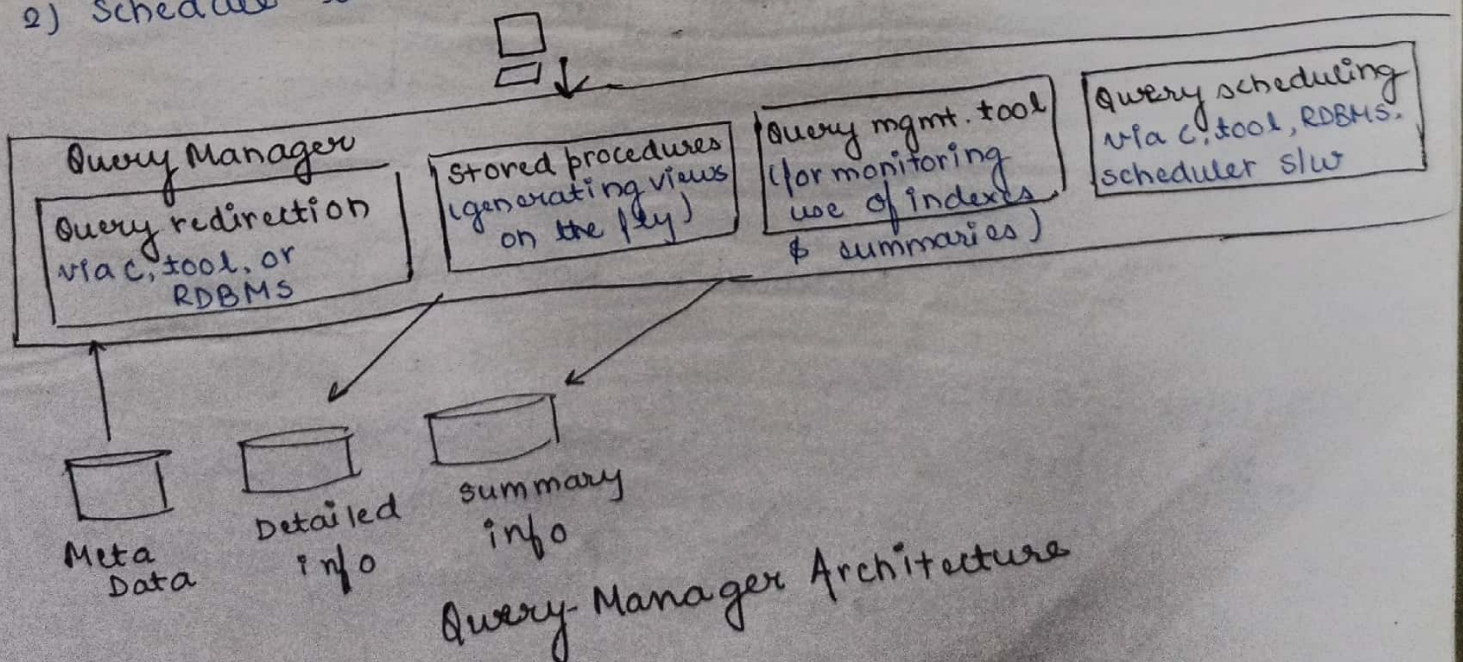 2) Schedule
Query Manager
Query redirection
via C, tool, or
RDBMS
Stored procedures
(generating views
on the fly)
Query mgmt. tool
(for monitoring
use of indexes
& summaries)
Query scheduling
via C, tool, RDBMS.
scheduler s/w
Meta
Data
Detailed
info
summary
info
Query-Manager Architecture